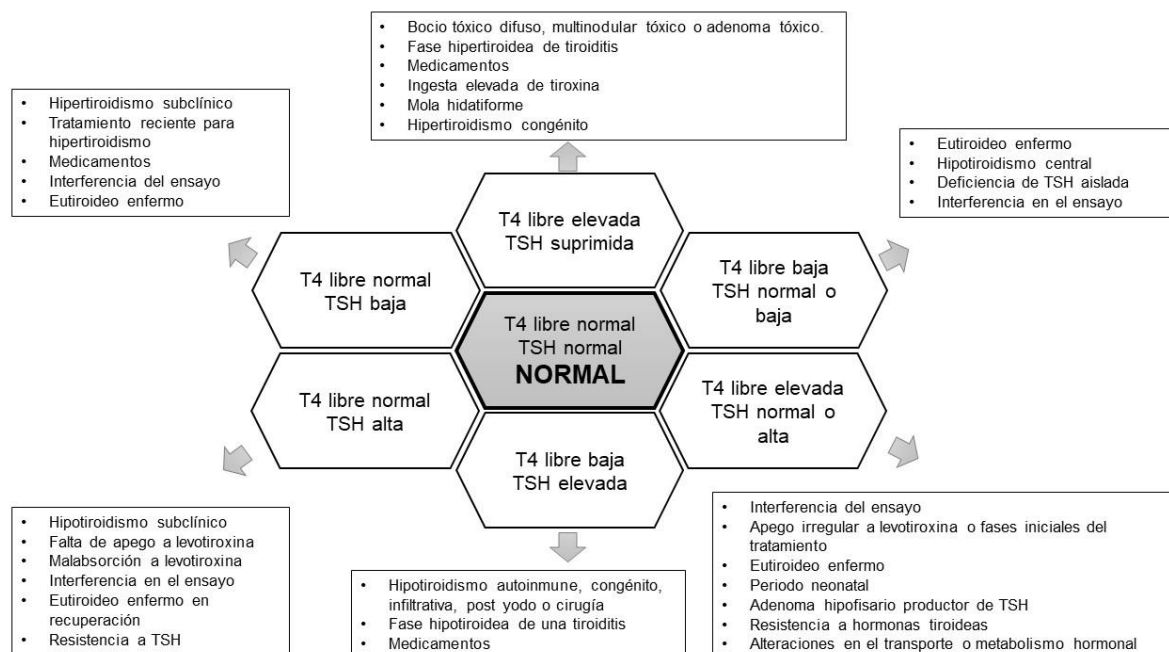 • Bocio tóxico difuso, multinodular tóxico o adenoma tóxico.
• Fase hipertiroidea de tiroiditis
• Medicamentos
• Ingesta elevada de tiroxina
• Mola hidatiforme
• Hipertiroidismo congénito
• Hipertiroidismo subclínico
• Tratamiento reciente para
hipertiroidismo
• Medicamentos
• Interferencia del ensayo
• Eutiroideo enfermo
• Eutiroideo enfermo
• Hipotiroidismo central
• Deficiencia de TSH aislada
• Interferencia en el ensayo
T4 libre elevada
TSH suprimida
T4 libre normal
TSH baja
T4 libre baja
TSH normal o
baja
T4 libre normal
TSH normal
NORMAL
T4 libre normal
TSH alta
T4 libre elevada
TSH normal o
alta
T4 libre baja
TSH elevada
• Hipotiroidismo subclínico
• Falta de apego a levotiroxina
• Malabsorción a levotiroxina
• Interferencia en el ensayo
• Eutiroideo enfermo en
recuperación
• Resistencia a TSH
• Hipotiroidismo autoinmune, congénito,
infiltrativa, post yodo o cirugía
• Fase hipotiroidea de una tiroiditis
• Medicamentos
• Interferencia del ensayo
• Apego irregular a levotiroxina o fases iniciales del
tratamiento
• Eutiroideo enfermo
• Periodo neonatal
• Adenoma hipofisario productor de TSH
• Resistencia a hormonas tiroideas
• Alteraciones en el transporte o metabolismo hormonal